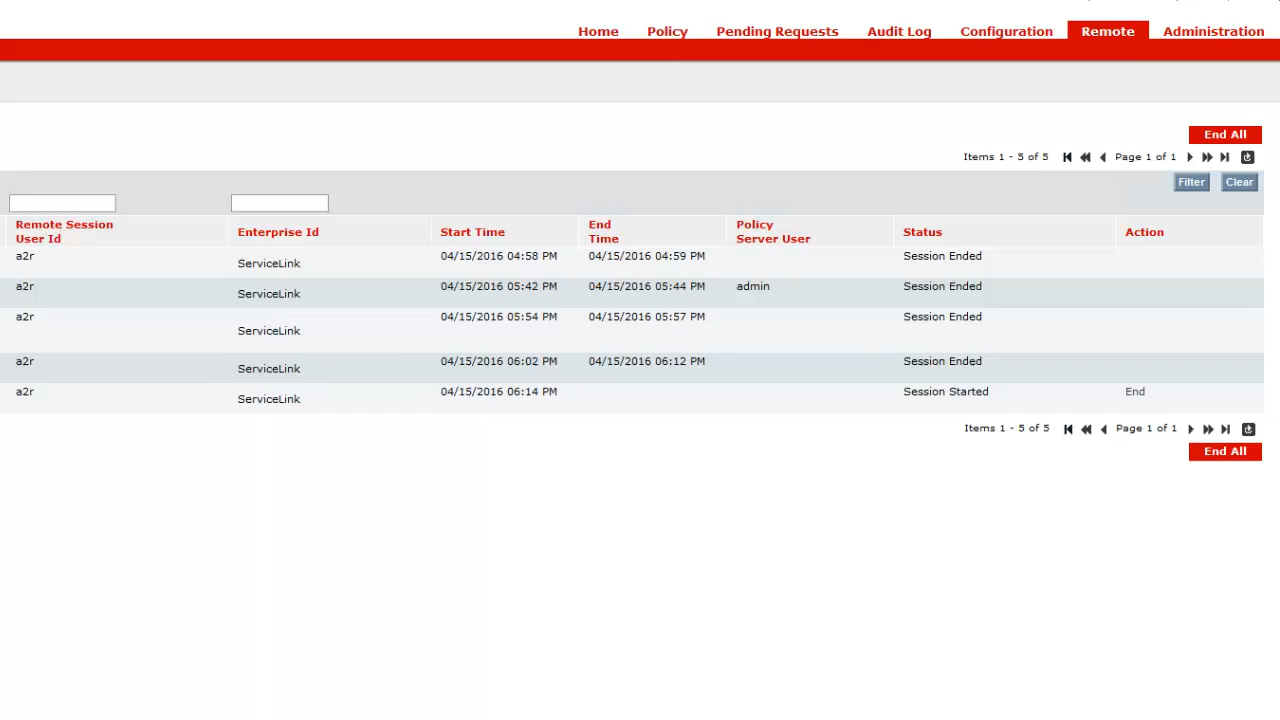 Home Policy Pending Requests Audit Log Configuration Remote Administration
End All
Items 1 - 5 of 5 Page 1 of 1
Filter Clear
Remote Session User Id Enterprise Id Start Time End Time Policy Server User Status Action
a2r ServiceLink 04/15/2016 04:58 PM 04/15/2016 04:59 PM Session Ended
a2r ServiceLink 04/15/2016 05:42 PM 04/15/2016 05:44 PM admin Session Ended
a2r ServiceLink 04/15/2016 05:54 PM 04/15/2016 05:57 PM Session Ended
a2r ServiceLink 04/15/2016 06:02 PM 04/15/2016 06:12 PM Session Ended
a2r ServiceLink 04/15/2016 06:14 PM Session Started End
Items 1 - 5 of 5 Page 1 of 1
End All